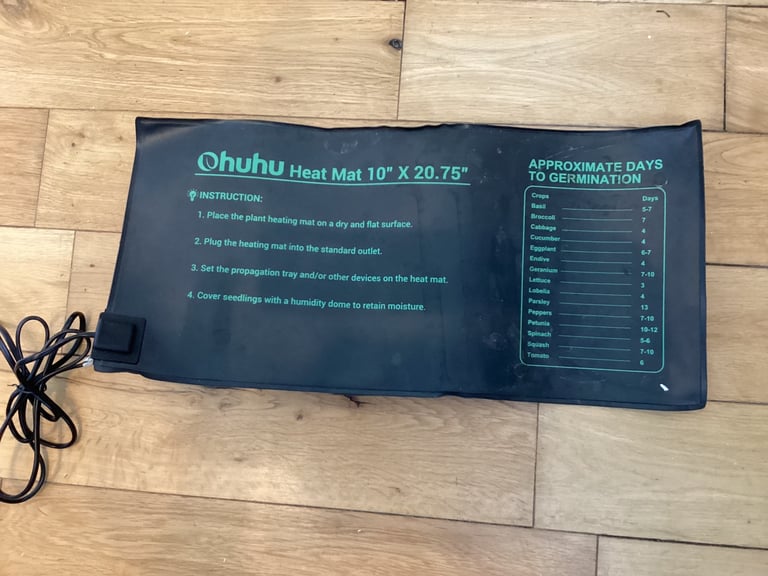 Ohuhu Heat Mat 10" X 20.75"
INSTRUCTION:
1. Place the plant heating mat on a dry and flat surface.
2. Plug the heating mat into the standard outlet.
3. Set the propagation tray and/or other devices on the heat mat.
4. Cover seedlings with a humidity dome to retain moisture.
APPROXIMATE DAYS
TO GERMINATION
Crops Days
Basil 5-7
Broccoli 7
Cabbage 4
Cucumber 4
Eggplant 6-7
Endive 4
Geranium 7-10
Lettuce 3
Lobelia 4
Parsley 13
Peppers 7-10
Petunia 10-12
Spinach 5-6
Squash 7-10
Tomato 6